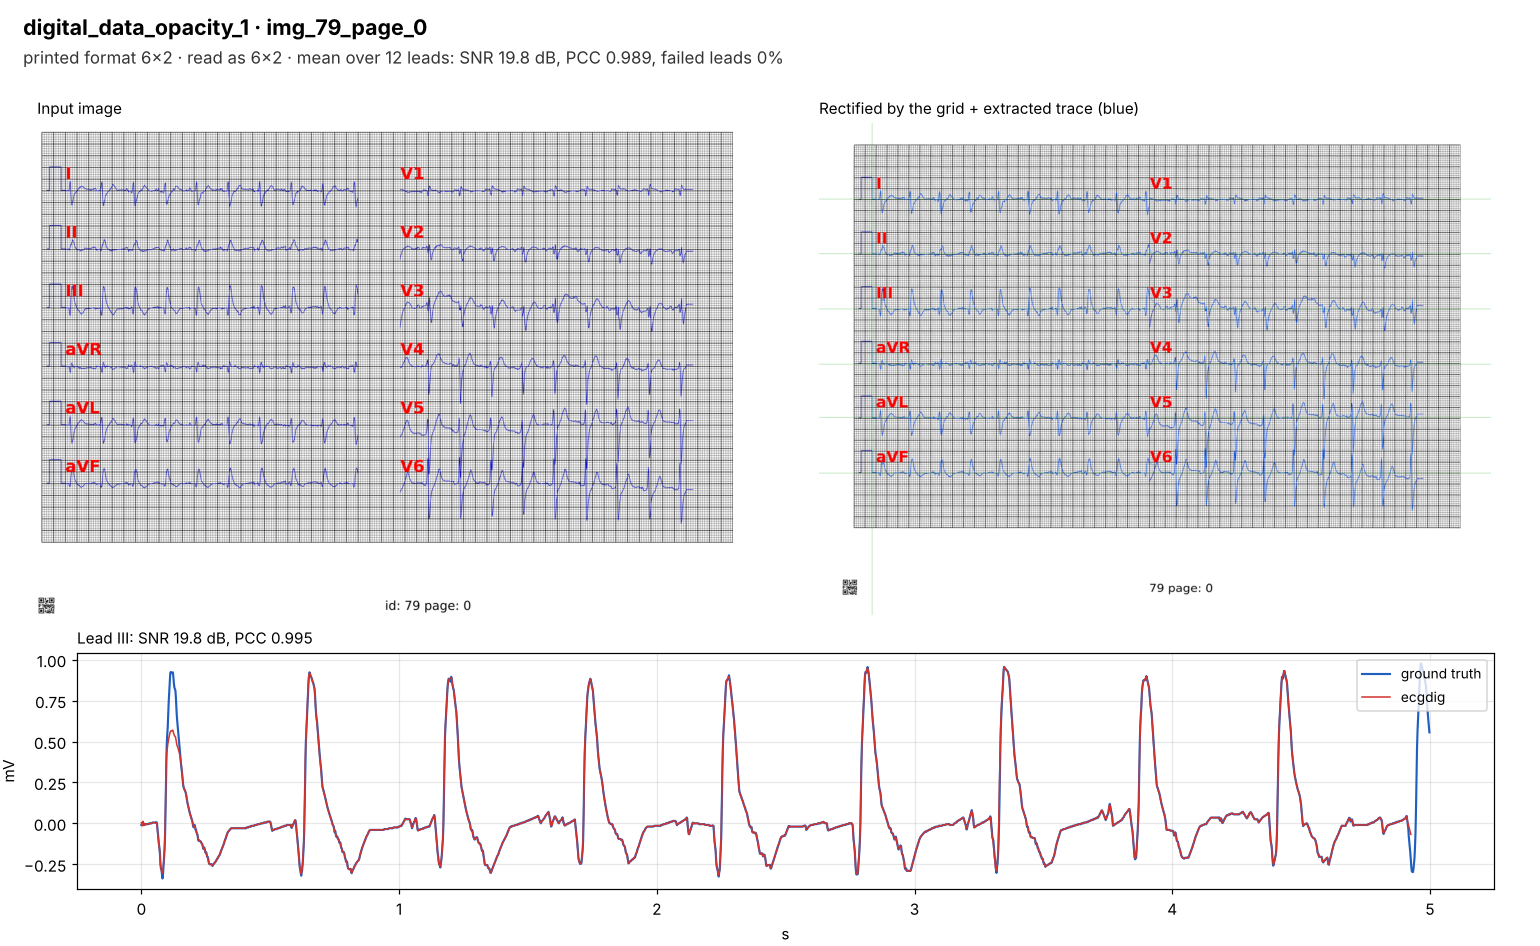 digital_data_opacity_1 · img_79_page_0
printed format 6×2 · read as 6×2 · mean over 12 leads: SNR 19.8 dB, PCC 0.989, failed leads 0%
Input image
Rectified by the grid + extracted trace (blue)
I
V1
II
V2
III
V3
aVR
V4
aVL
V5
aVF
V6
id: 79 page: 0
I
V1
II
V2
III
V3
aVR
V4
aVL
V5
aVF
V6
79 page: 0
Lead III: SNR 19.8 dB, PCC 0.995
1.00
0.75
0.50
0.25
0.00
−0.25
mV
ground truth
ecgdig
0 1 2 3 4 5
s